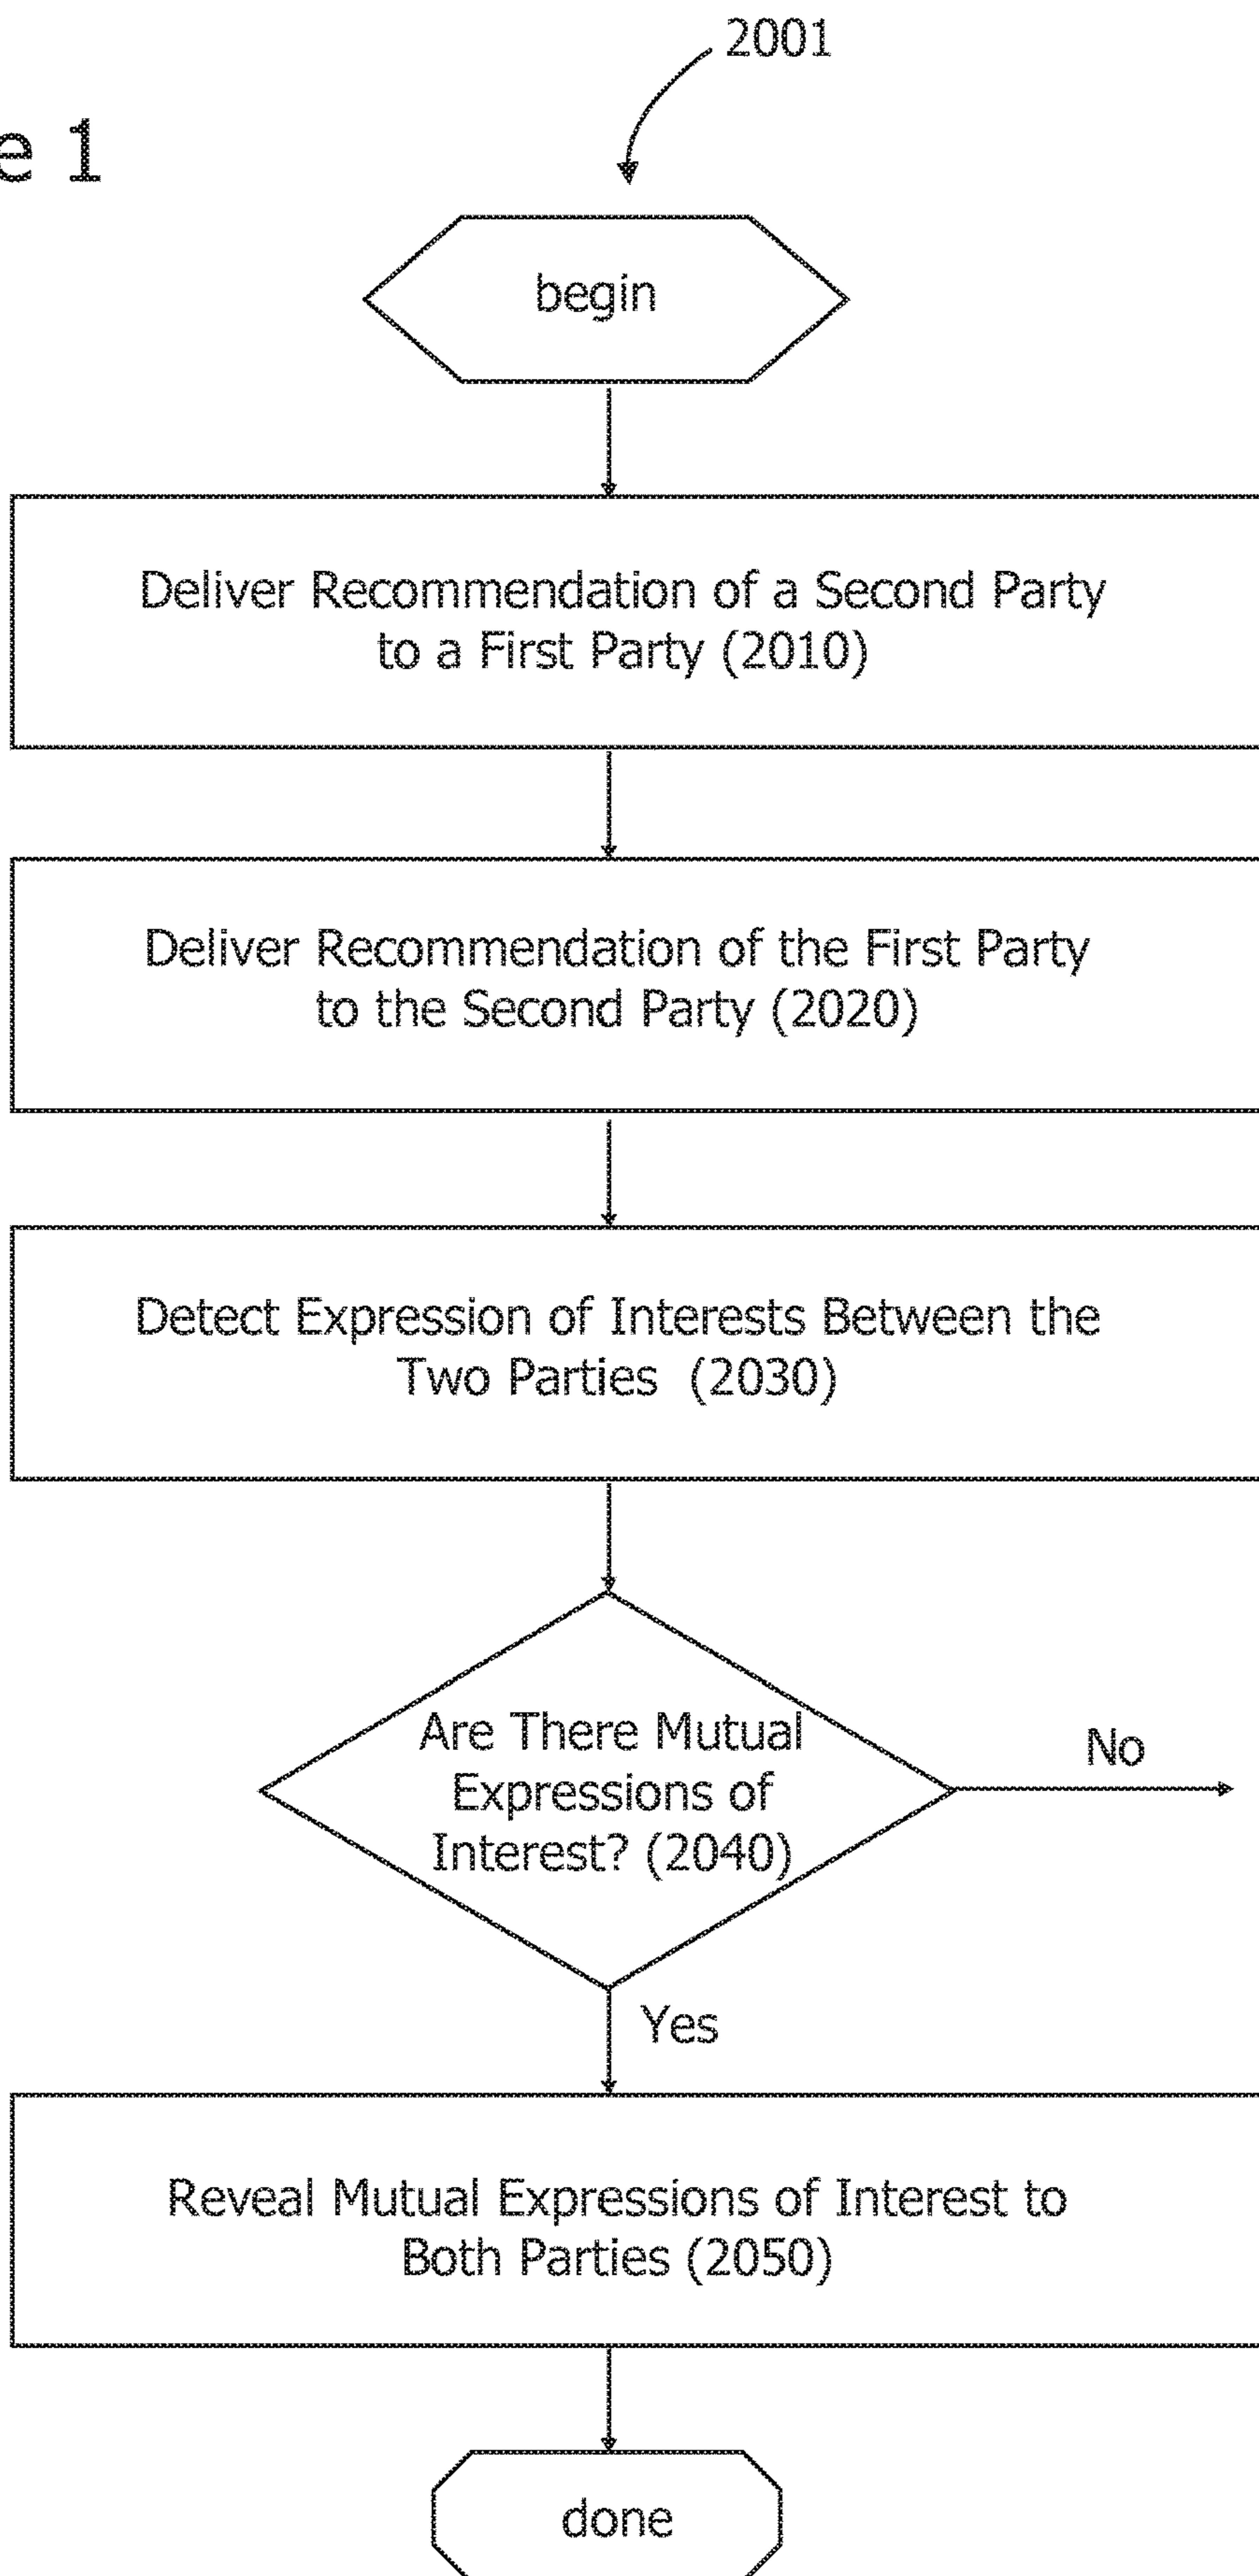 2001
e 1
begin
Deliver Recommendation of a Second Party
to a First Party (2010)
Deliver Recommendation of the First Party
to the Second Party (2020)
Detect Expression of Interests Between the
Two Parties (2030)
Are There Mutual
Expressions of
Interest? (2040)
No
Yes
Reveal Mutual Expressions of Interest to
Both Parties (2050)
done